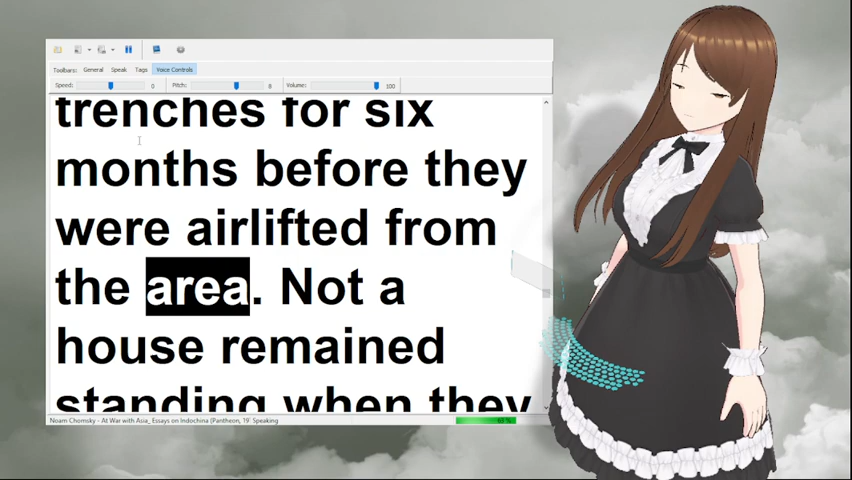 Toolbars: General Speak Tags Voice Controls
Speed: 0 Pitch: 8 Volume: 100
trenches for six
months before they
were airlifted from
the area. Not a
house remained
standing when they
Noam Chomsky - At War with Asia_ Essays on Indochina (Pantheon, 19 Speaking